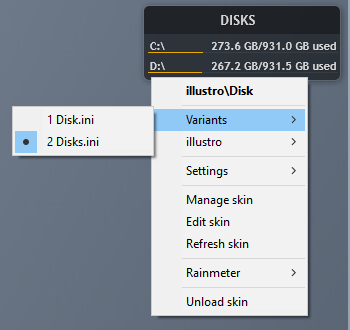 DISKS
C:\ 273.6 GB/931.0 GB used
D:\ 267.2 GB/931.5 GB used
illustro\Disk
Variants
1 Disk.ini
2 Disks.ini
illustro
Settings
Manage skin
Edit skin
Refresh skin
Rainmeter
Unload skin